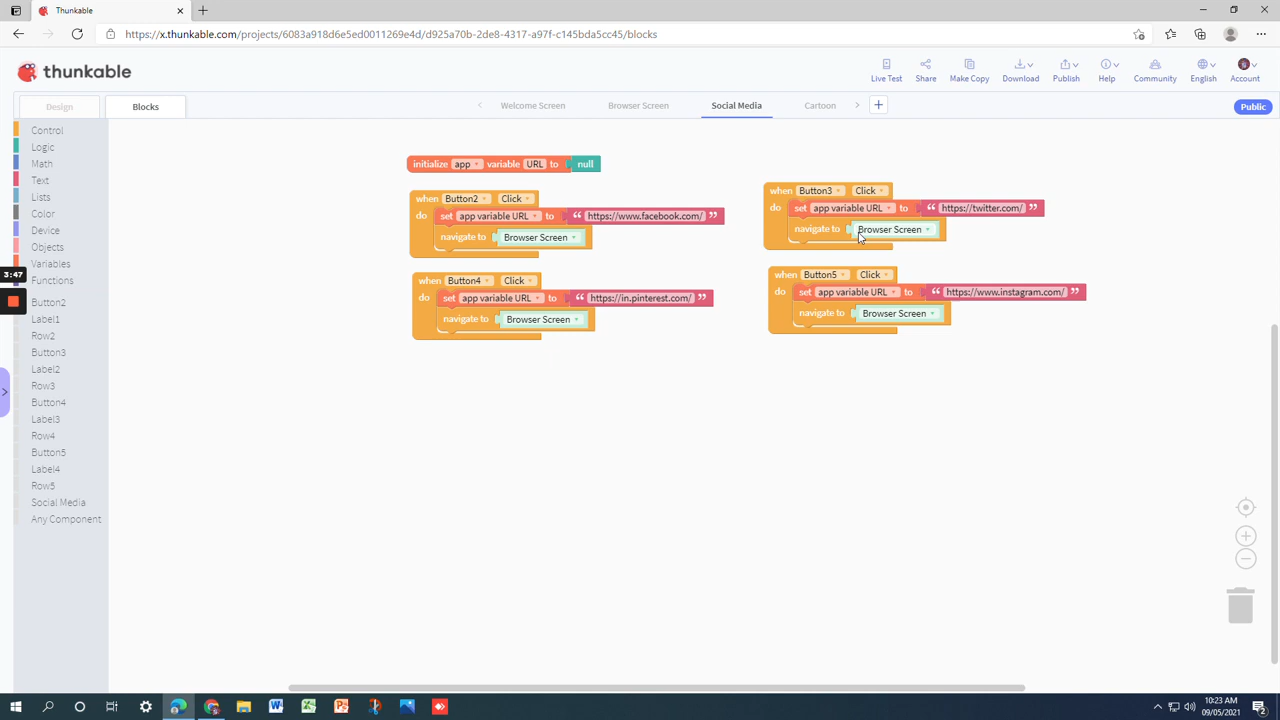 Thunkable
https://x.thunkable.com/projects/6083a918d6e5ed0011269e4d/d925a70b-2de8-4317-a97f-c145bda5cc45/blocks
thunkable
Live Test
Share
Make Copy
Download
Publish
Help
Community
English
Account
Design
Blocks
Welcome Screen
Browser Screen
Social Media
Cartoon
Public
Control
Logic
Math
Text
Lists
Color
Device
Objects
Variables
Functions
Button2
Label1
Row2
Button3
Label2
Row3
Button4
Label3
Row4
Button5
Label4
Row5
Social Media
Any Component
3:47
initialize app variable URL to null
when Button2 Click
do set app variable URL to “ https://www.facebook.com/ ”
navigate to Browser Screen
when Button4 Click
do set app variable URL to “ https://in.pinterest.com/ ”
navigate to Browser Screen
when Button3 Click
do set app variable URL to “ https://twitter.com/ ”
navigate to Browser Screen
when Button5 Click
do set app variable URL to “ https://www.instagram.com/ ”
navigate to Browser Screen
10:23 AM
09/05/2021
2